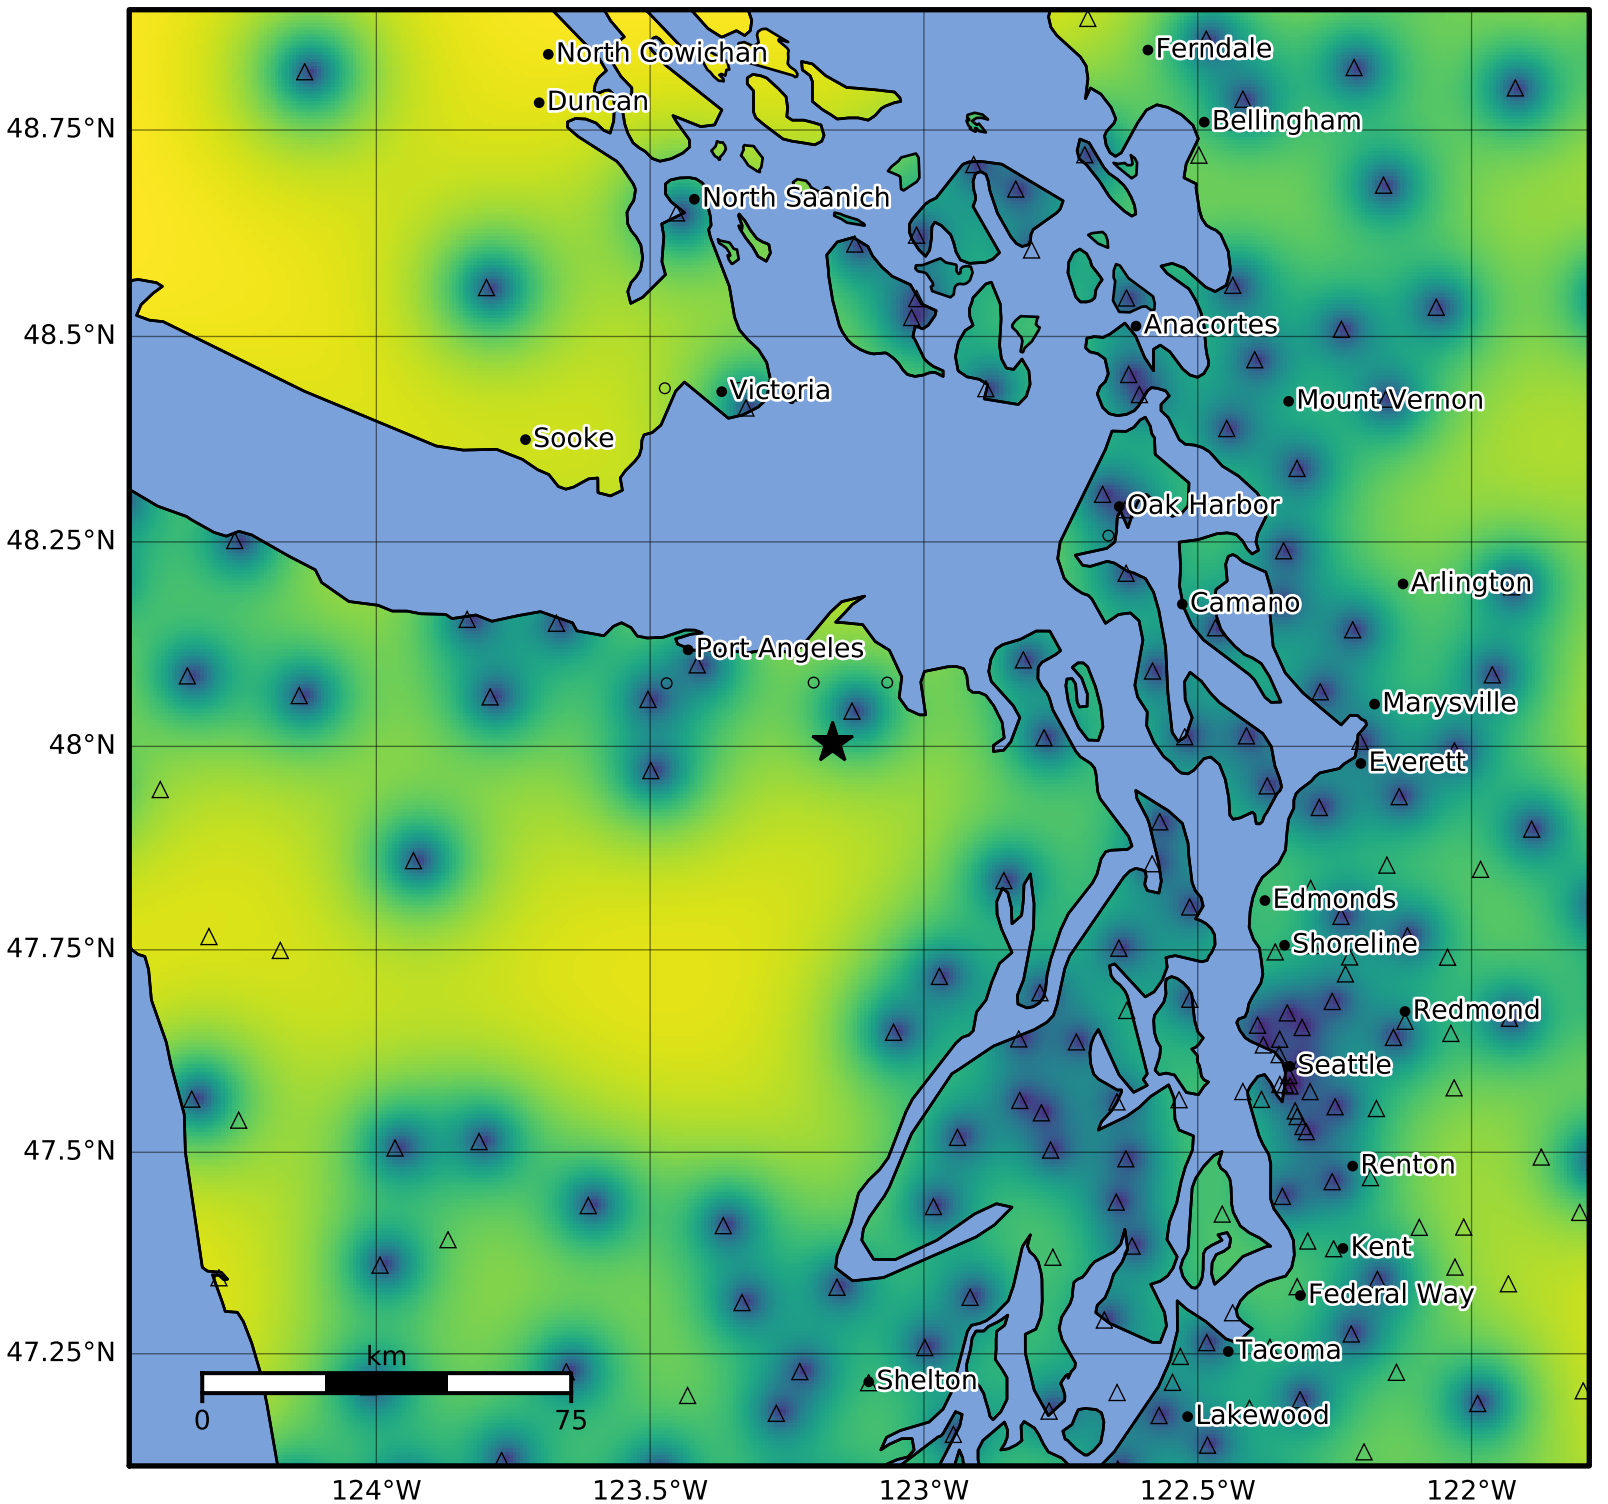 North Cowichan
Ferndale
Duncan
Bellingham
48.75°N
North Saanich
48.5°N
Anacortes
Victoria
Mount Vernon
Sooke
Oak Harbor
48.25°N
Arlington
Camano
Port Angeles
Marysville
48°N
Everett
Edmonds
Shoreline
47.75°N
Redmond
Seattle
47.5°N
Renton
Kent
Federal Way
47.25°N
Tacoma
km
Shelton
0 75
Lakewood
124°W 123.5°W 123°W 122.5°W 122°W